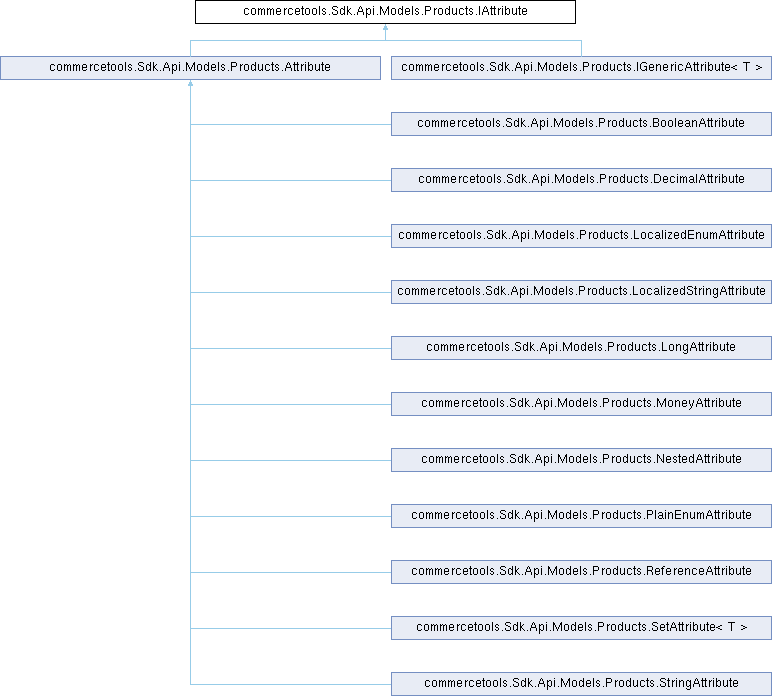 commercetools.Sdk.Api.Models.Products.IAttribute
commercetools.Sdk.Api.Models.Products.Attribute
commercetools.Sdk.Api.Models.Products.IGenericAttribute< T >
commercetools.Sdk.Api.Models.Products.BooleanAttribute
commercetools.Sdk.Api.Models.Products.DecimalAttribute
commercetools.Sdk.Api.Models.Products.LocalizedEnumAttribute
commercetools.Sdk.Api.Models.Products.LocalizedStringAttribute
commercetools.Sdk.Api.Models.Products.LongAttribute
commercetools.Sdk.Api.Models.Products.MoneyAttribute
commercetools.Sdk.Api.Models.Products.NestedAttribute
commercetools.Sdk.Api.Models.Products.PlainEnumAttribute
commercetools.Sdk.Api.Models.Products.ReferenceAttribute
commercetools.Sdk.Api.Models.Products.SetAttribute< T >
commercetools.Sdk.Api.Models.Products.StringAttribute